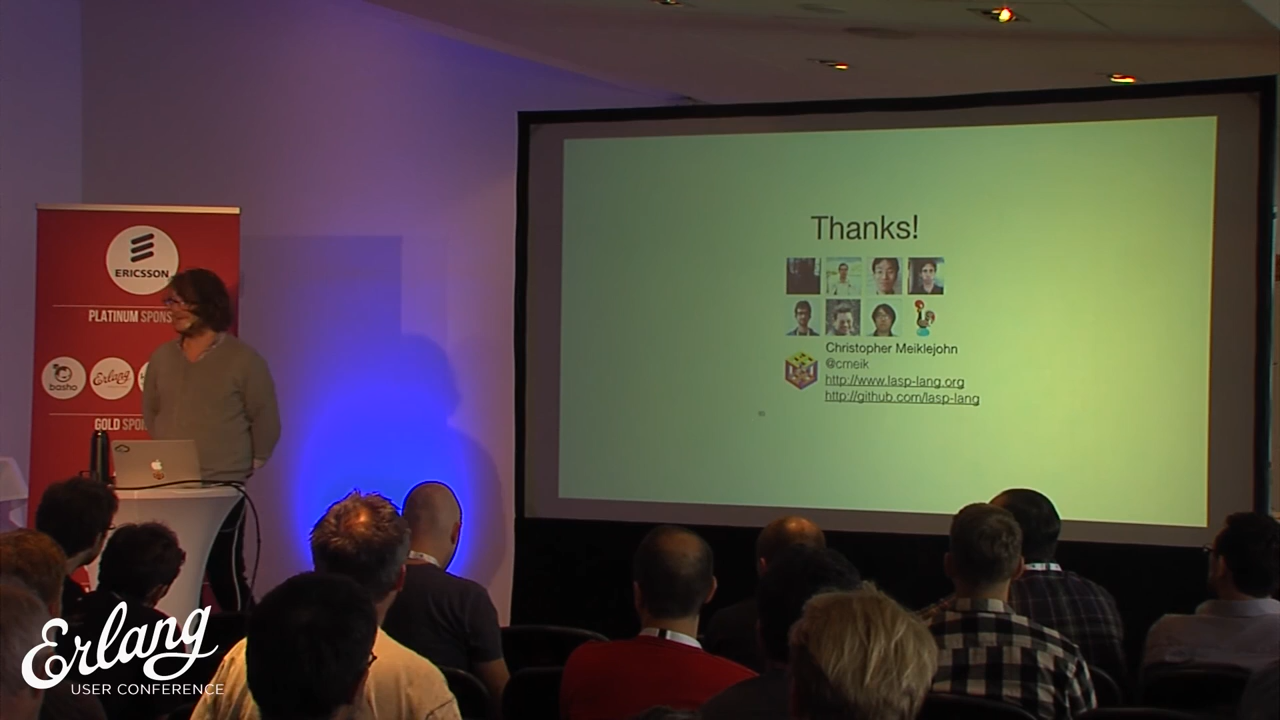 ERICSSON
PLATINUM SPONS
basho
Erlang
GOLD SPON
Thanks!
Christopher Meiklejohn
@cmeik
http://www.lasp-lang.org
http://github.com/lasp-lang
Erlang
USER CONFERENCE